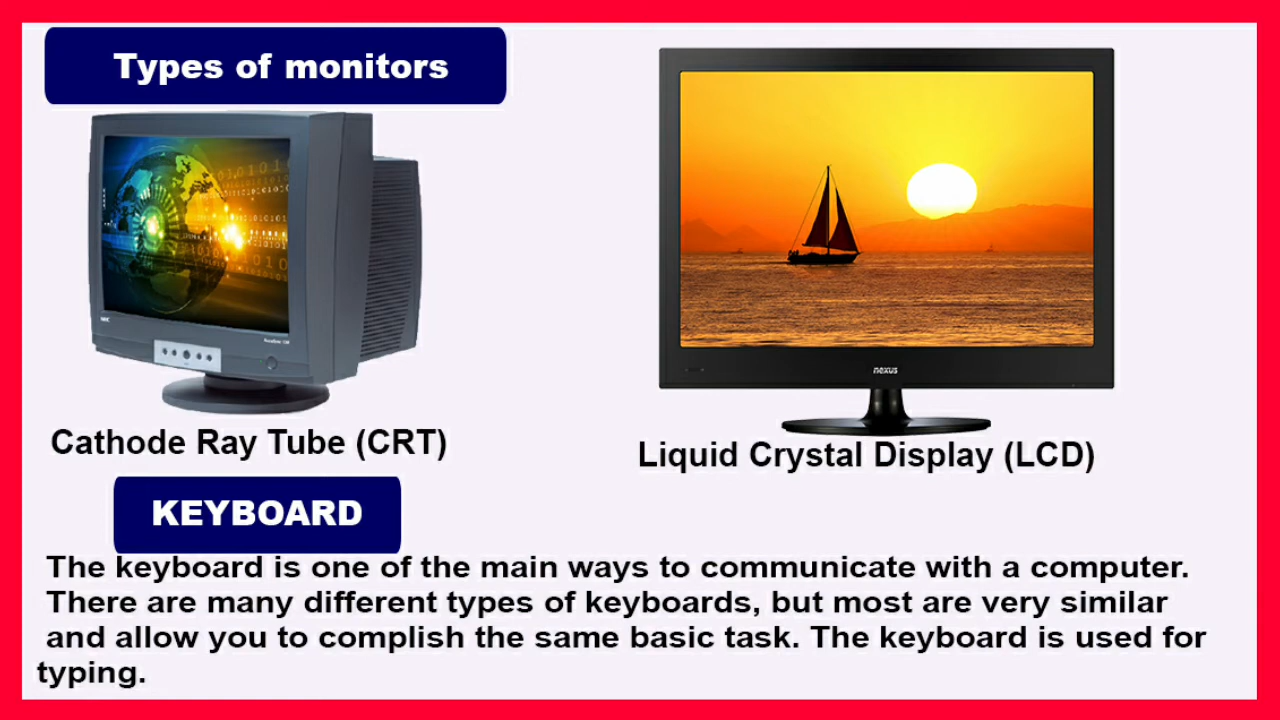 Types of monitors
nexus
Cathode Ray Tube (CRT)
Liquid Crystal Display (LCD)
KEYBOARD
The keyboard is one of the main ways to communicate with a computer.
There are many different types of keyboards, but most are very similar
and allow you to complish the same basic task. The keyboard is used for
typing.